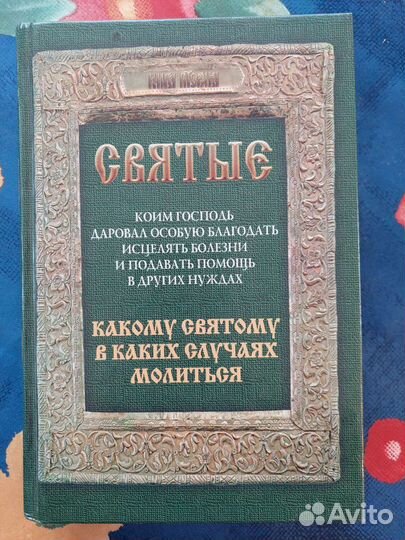 СВЯТЫЕ
КОИМ ГОСПОДЬ
ДАРОВАЛ ОСОБУЮ БЛАГОДАТЬ
ИСЦЕЛЯТЬ БОЛЕЗНИ
И ПОДАВАТЬ ПОМОЩЬ
В ДРУГИХ НУЖДАХ
КАКОМУ СВЯТОМУ
В КАКИХ СЛУЧАЯХ
МОЛИТЬСЯ
Avito